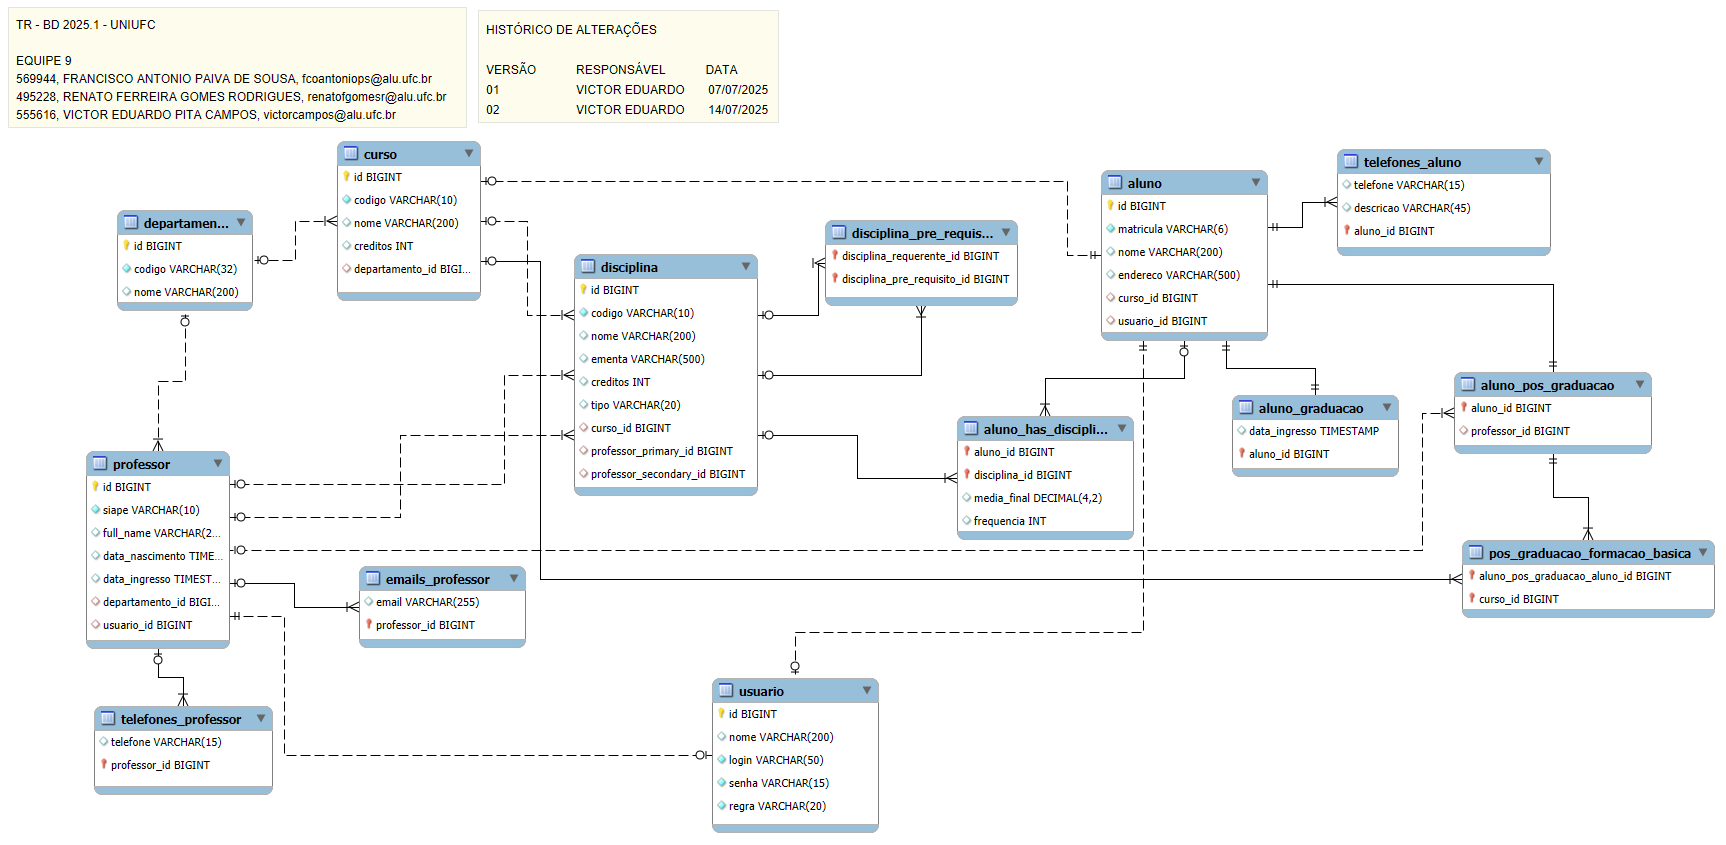 TR - BD 2025.1 - UNIUFC
EQUIPE 9
569944, FRANCISCO ANTONIO PAIVA DE SOUSA, fcoantoniops@alu.ufc.br
495228, RENATO FERREIRA GOMES RODRIGUES, renatofgomesr@alu.ufc.br
555616, VICTOR EDUARDO PITA CAMPOS, victorcampos@alu.ufc.br
HISTÓRICO DE ALTERAÇÕES
VERSÃO RESPONSÁVEL DATA
01 VICTOR EDUARDO 07/07/2025
02 VICTOR EDUARDO 14/07/2025
curso
id BIGINT
codigo VARCHAR(10)
nome VARCHAR(200)
creditos INT
departamento_id BIGI...
departamen...
id BIGINT
codigo VARCHAR(32)
nome VARCHAR(200)
disciplina
id BIGINT
codigo VARCHAR(10)
nome VARCHAR(200)
ementa VARCHAR(500)
creditos INT
tipo VARCHAR(20)
curso_id BIGINT
professor_primary_id BIGINT
professor_secondary_id BIGINT
disciplina_pre_requis...
disciplina_requerente_id BIGINT
disciplina_pre_requisito_id BIGINT
aluno
id BIGINT
matricula VARCHAR(6)
nome VARCHAR(200)
endereco VARCHAR(500)
curso_id BIGINT
usuario_id BIGINT
telefones_aluno
telefone VARCHAR(15)
descricao VARCHAR(45)
aluno_id BIGINT
aluno_has_discipli...
aluno_id BIGINT
disciplina_id BIGINT
media_final DECIMAL(4,2)
frequencia INT
aluno_graduacao
data_ingresso TIMESTAMP
aluno_id BIGINT
aluno_pos_graduacao
aluno_id BIGINT
professor_id BIGINT
pos_graduacao_formacao_basica
aluno_pos_graduacao_aluno_id BIGINT
curso_id BIGINT
professor
id BIGINT
siape VARCHAR(10)
full_name VARCHAR(2...
data_nascimento TIME...
data_ingresso TIMEST...
departamento_id BIGI...
usuario_id BIGINT
emails_professor
email VARCHAR(255)
professor_id BIGINT
telefones_professor
telefone VARCHAR(15)
professor_id BIGINT
usuario
id BIGINT
nome VARCHAR(200)
login VARCHAR(50)
senha VARCHAR(15)
regra VARCHAR(20)